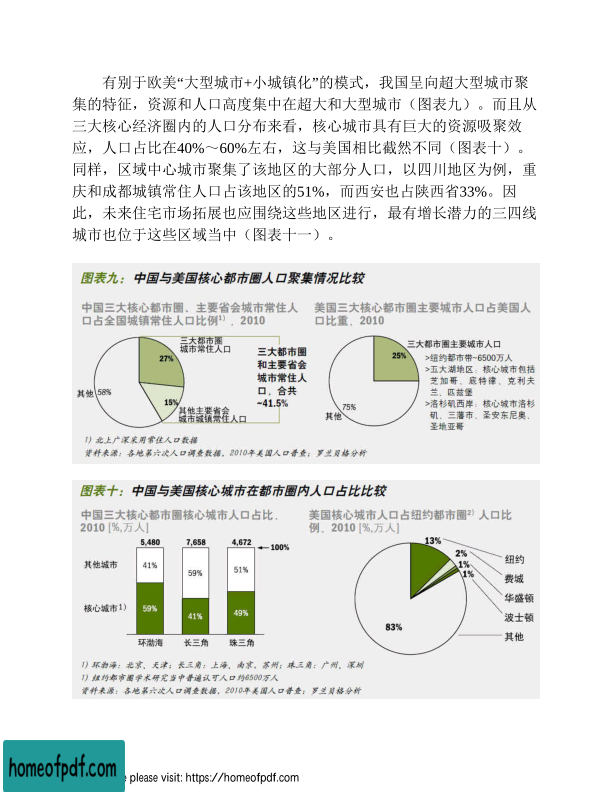 有别于欧美“大型城市+小城镇化”的模式，我国呈向超大型城市聚
集的特征，资源和人口高度集中在超大和大型城市（图表九）。而且从
三大核心经济圈内的人口分布来看，核心城市具有巨大的资源吸聚效
应，人口占比在40%～60%左右，这与美国相比截然不同（图表十）。
同样，区域中心城市聚集了该地区的大部分人口，以四川地区为例，重
庆和成都城镇常住人口占该地区的51%，而西安也占陕西省33%。因
此，未来住宅市场拓展也应围绕这些地区进行，最有增长潜力的三四线
城市也位于这些区域当中（图表十一）。
图表九：中国与美国核心都市圈人口聚集情况比较
中国三大核心都市圈、主要省会城市常住人
口占全国城镇常住人口比例1），2010
三大都市圈
城市常住人口
27%
15%
其他 58%
其他主要省会
城市城镇常住人口
三大都市圈
和主要省会
城市常住人
口，合共
~41.5%
美国三大核心都市圈主要城市人口占美国人
口比重，2010
三大都市圈主要城市人口
25%
75%
其他
>纽约都市带~6500万人
>五大湖地区：核心城市包括
芝加哥、底特律、克利夫
兰、匹兹堡
>洛杉矶西岸：核心城市洛杉
矶、三藩市、圣安东尼奥、
圣地亚哥
1）北上广深采用常住人口数据
资料来源：各地第六次人口调查数据，2010年美国人口普查；罗兰贝格分析
图表十：中国与美国核心城市在都市圈内人口占比比较
中国三大核心都市圈核心城市人口占比，
2010 [%,万人]
5,480 7,658 4,672
100%
其他城市 41% 59% 51%
核心城市1） 59% 41% 49%
环渤海 长三角 珠三角
美国核心城市人口占纽约都市圈2）人口比
例，2010 [%,万人]
13%
2%
1%
1%
83%
纽约
费城
华盛顿
波士顿
其他
1）环渤海：北京、天津；长三角：上海、南京、苏州；珠三角：广州、深圳
1）纽约都市圈学术研究当中普遍认可人口约6500万人
资料来源：各地第六次人口调查数据，2010年美国人口普查；罗兰贝格分析
homeofpdf.com
e please visit: https://homeofpdf.com